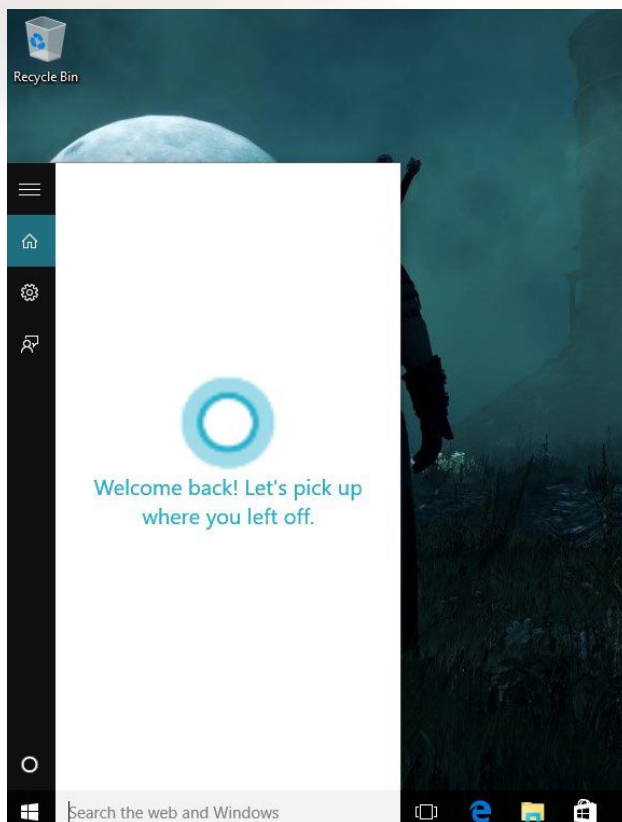 Recycle Bin
Welcome back! Let's pick up
where you left off.
Search the web and Windows